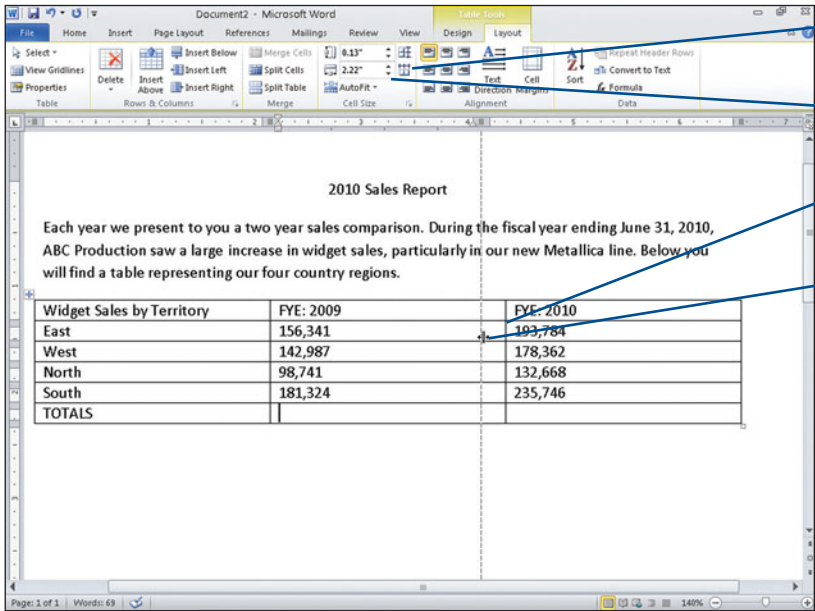 Document2 - Microsoft Word
Table Tools
File Home Insert Page Layout References Mailings Review View Design Layout
Select
View Gridlines
Properties
Table
Delete
Insert Above
Insert Below
Insert Left
Insert Right
Rows & Columns
Merge Cells
Split Cells
Split Table
Merge
0.13"
2.22"
AutoFit
Cell Size
Text Direction
Cell Margins
Alignment
Sort
Repeat Header Rows
Convert to Text
Formula
Data
1 2 3 4 5 6 7
2010 Sales Report
Each year we present to you a two year sales comparison. During the fiscal year ending June 31, 2010,
ABC Production saw a large increase in widget sales, particularly in our new Metallica line. Below you
will find a table representing our four country regions.
Widget Sales by Territory FYE: 2009 FYE: 2010
East 156,341 193,784
West 142,987 178,362
North 98,741 132,668
South 181,324 235,746
TOTALS
Page: 1 of 1 Words: 69 140%